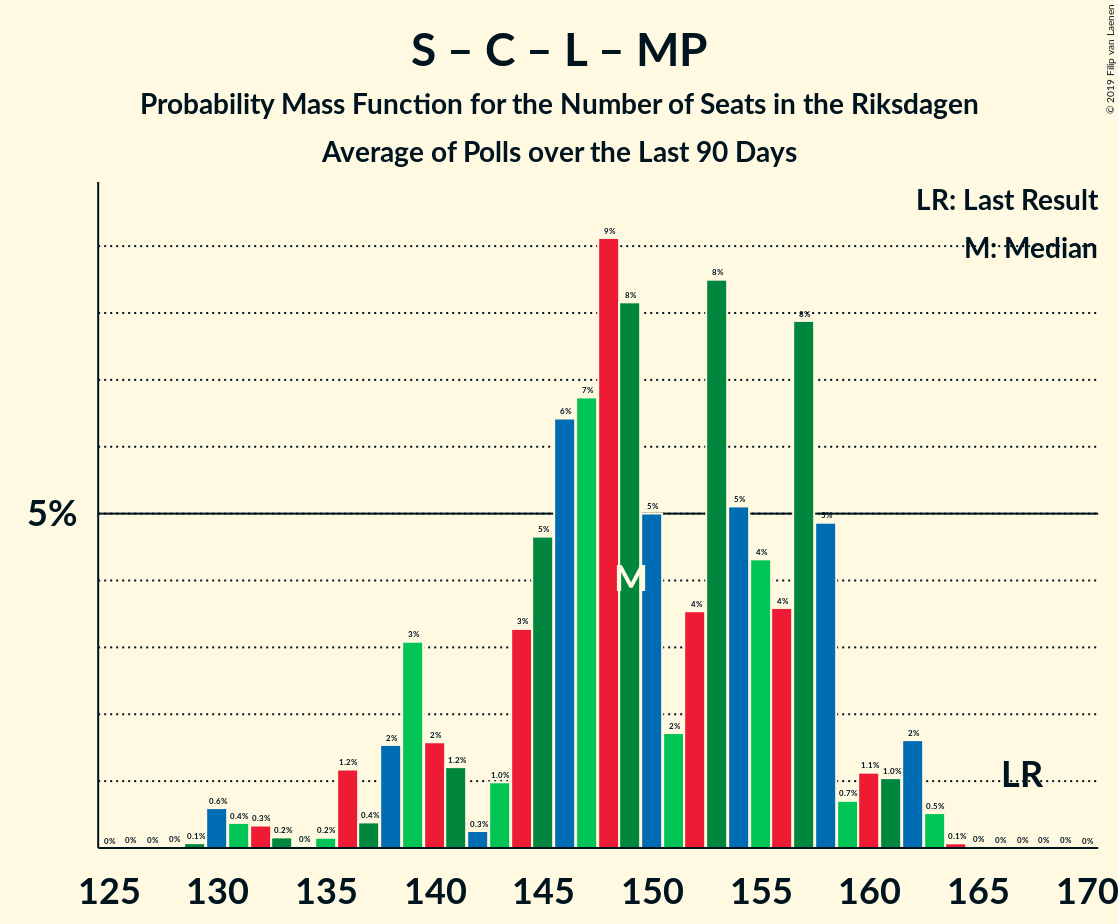 © 2019 Filip van Laenen
S – C – L – MP
Probability Mass Function for the Number of Seats in the Riksdagen
Average of Polls over the Last 90 Days
LR: Last Result
M: Median
5%
0% 0% 0% 0% 0.1% 0.6% 0.4% 0.3% 0.2% 0% 0.2% 1.2% 0.4% 2% 3% 2% 1.2% 0.3% 1.0% 3% 5% 6% 7% 9% 8% 5% 2% 4% 8% 5% 4% 4% 8% 5% 0.7% 1.1% 1.0% 2% 0.5% 0.1% 0% 0% 0% 0% 0% 0%
M
LR
125 130 135 140 145 150 155 160 165 170